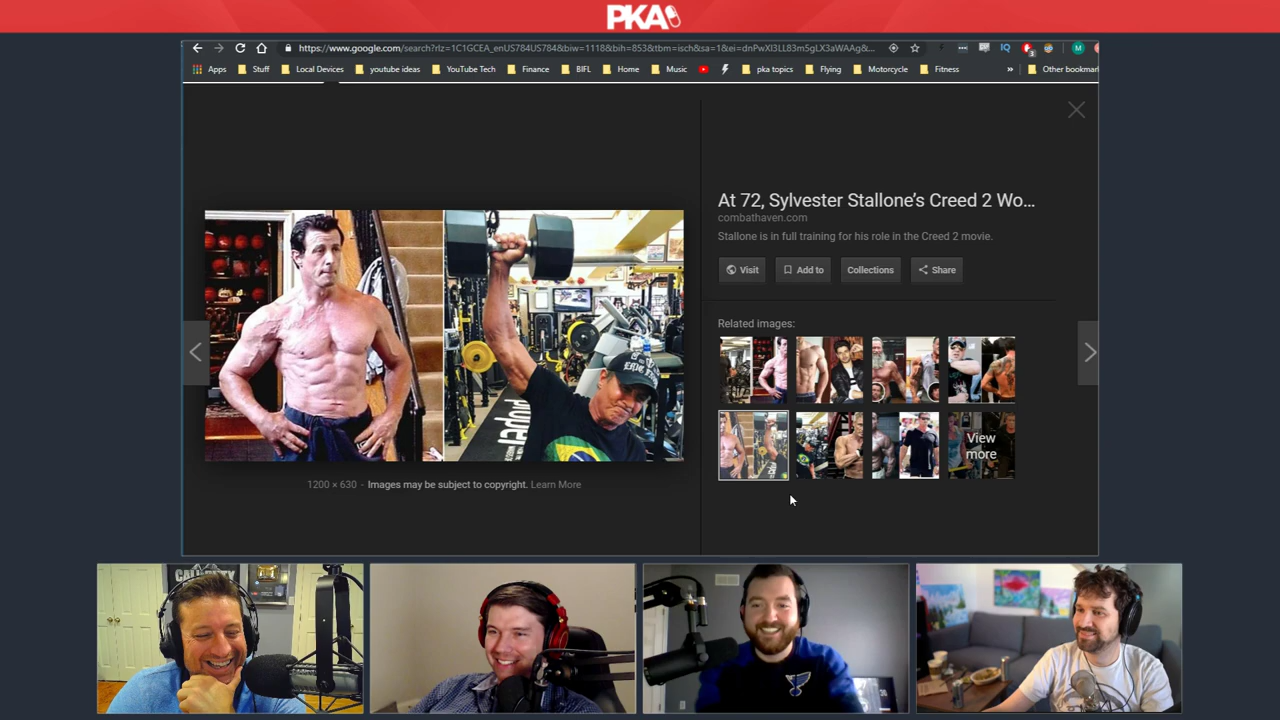 PKA
https://www.google.com/search?rlz=1C1GCEA_enUS784US784&biw=1118&bih=853&tbm=isch&sa=1&ei=dnPwXI3LL83m5gLX3aWAAg&...
Apps Stuff Local Devices youtube ideas YouTube Tech Finance BIFL Home Music pka topics Flying Motorcycle Fitness » Other bookmar
At 72, Sylvester Stallone's Creed 2 Wo...
combathaven.com
Stallone is in full training for his role in the Creed 2 movie.
Visit Add to Collections Share
Related images:
View
more
1200 × 630 - Images may be subject to copyright. Learn More